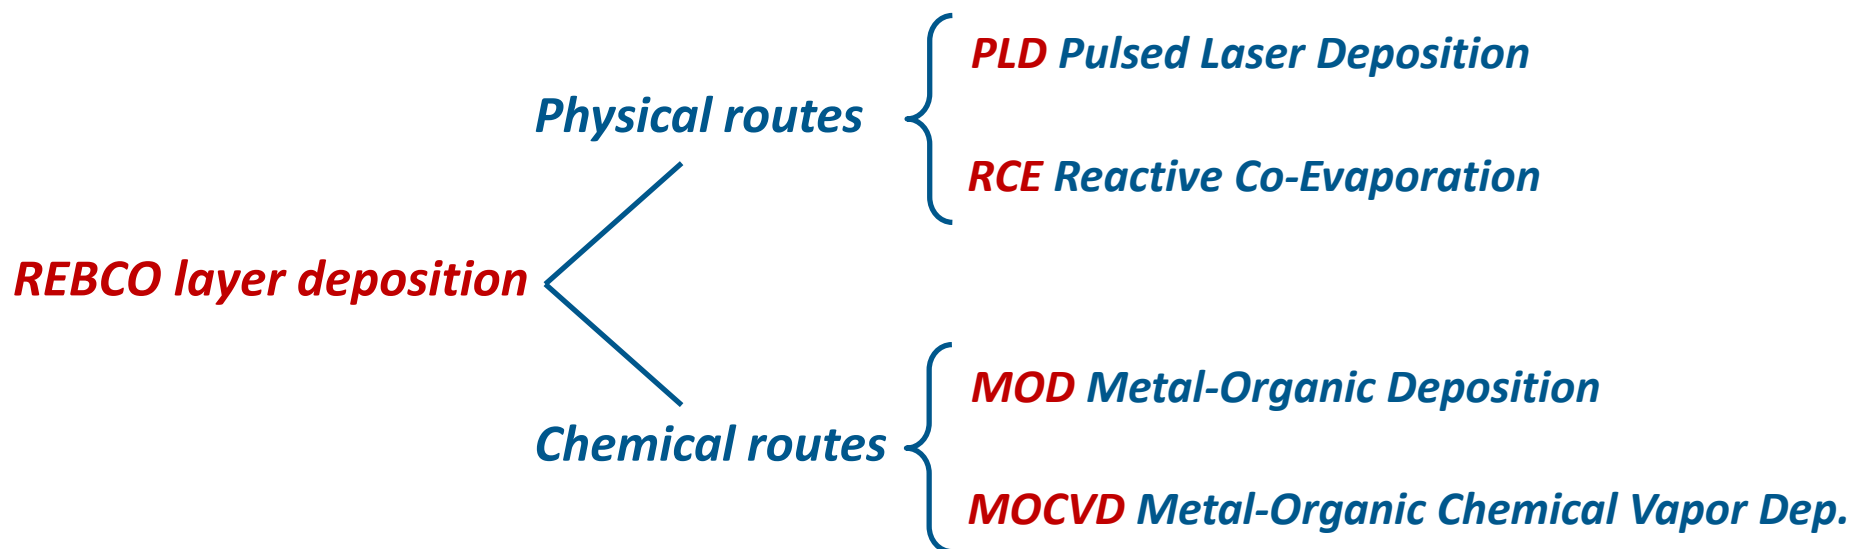 PLD Pulsed Laser Deposition
Physical routes
RCE Reactive Co-Evaporation
REBCO layer deposition
MOD Metal-Organic Deposition
Chemical routes
MOCVD Metal-Organic Chemical Vapor Dep.